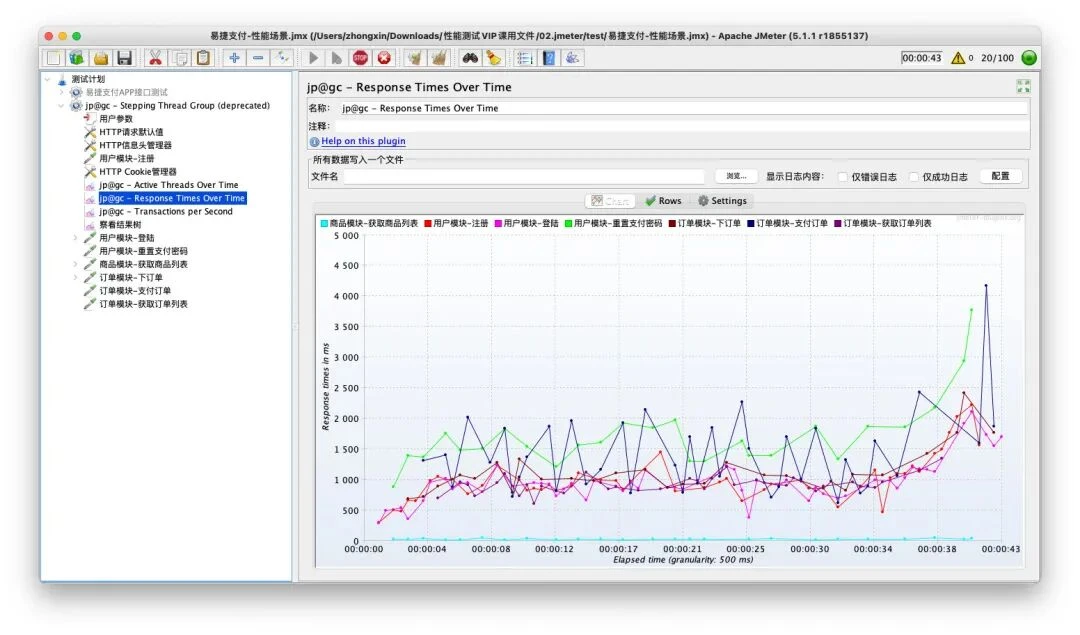 易捷支付-性能场景.jmx (/Users/zhongxin/Downloads/性能测试VIP课用文件/02.jmeter/test/易捷支付-性能场景.jmx) - Apache JMeter (5.1.1 r1855137)
STOP
00:00:43
0
20/100
测试计划
易捷支付APP接口测试
jp@gc - Stepping Thread Group (deprecated)
用户参数
HTTP请求默认值
HTTP信息头管理器
用户模块-注册
HTTP Cookie管理器
jp@gc - Active Threads Over Time
jp@gc - Response Times Over Time
jp@gc - Transactions per Second
察看结果树
用户模块-登陆
用户模块-重置支付密码
商品模块-获取商品列表
订单模块-下订单
订单模块-支付订单
订单模块-获取订单列表
jp@gc - Response Times Over Time
名称: jp@gc - Response Times Over Time
注释:
Help on this plugin
所有数据写入一个文件
文件名 浏览... 显示日志内容: 仅错误日志 仅成功日志 配置
Chart Rows Settings
jmeter-plugins.org
商品模块-获取商品列表 用户模块-注册 用户模块-登陆 用户模块-重置支付密码 订单模块-下订单 订单模块-支付订单 订单模块-获取订单列表
5 000
4 500
4 000
3 500
3 000
2 500
2 000
1 500
1 000
500
0
Response times in ms
00:00:00 00:00:04 00:00:08 00:00:12 00:00:17 00:00:21 00:00:25 00:00:30 00:00:34 00:00:38 00:00:43
Elapsed time (granularity: 500 ms)